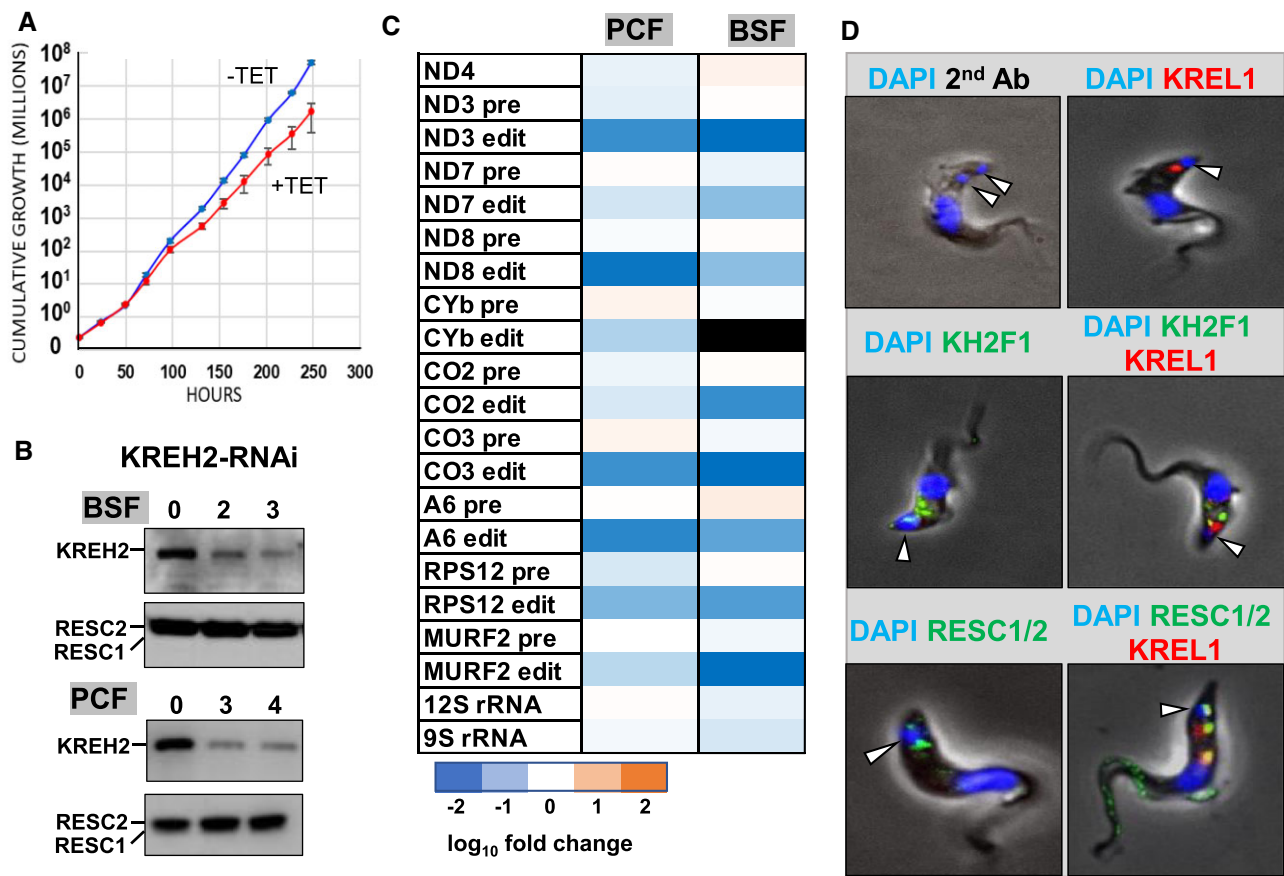 A
CUMULATIVE GROWTH (MILLIONS)
10⁸
10⁷
10⁶
10⁵
10⁴
10³
10²
10¹
10⁰
0
-TET
+TET
0 50 100 150 200 250 300
HOURS
B
KREH2-RNAi
BSF 0 2 3
KREH2
RESC2
RESC1
PCF 0 3 4
KREH2
RESC2
RESC1
C
PCF BSF
ND4
ND3 pre
ND3 edit
ND7 pre
ND7 edit
ND8 pre
ND8 edit
CYb pre
CYb edit
CO2 pre
CO2 edit
CO3 pre
CO3 edit
A6 pre
A6 edit
RPS12 pre
RPS12 edit
MURF2 pre
MURF2 edit
12S rRNA
9S rRNA
-2 -1 0 1 2
log₁₀ fold change
D
DAPI 2ⁿᵈ Ab
DAPI KREL1
DAPI KH2F1
DAPI KH2F1
KREL1
DAPI RESC1/2
DAPI RESC1/2
KREL1